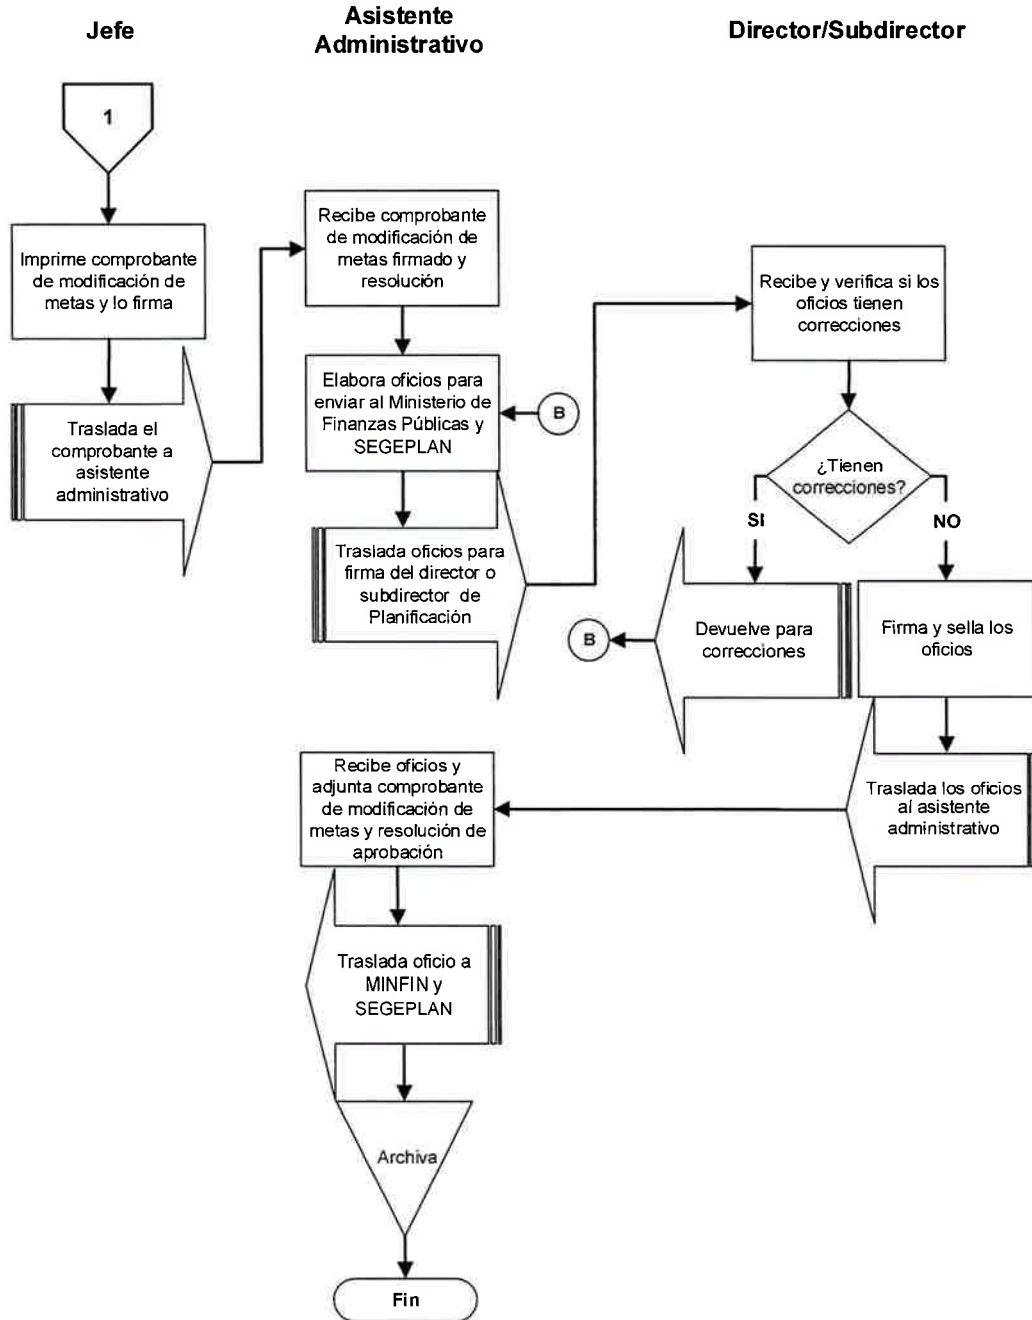 Jefe
Asistente
Administrativo
Director/Subdirector
1
Imprime comprobante
de modificación de
metas y lo firma
Traslada el
comprobante a
asistente
administrativo
Recibe comprobante
de modificación de
metas firmado y
resolución
Elabora oficios para
enviar al Ministerio de
Finanzas Públicas y
SEGEPLAN
B
Traslada oficios para
firma del director o
subdirector de
Planificación
Recibe y verifica si los
oficios tienen
correcciones
¿Tienen
correcciones?
SI
NO
Devuelve para
correcciones
B
Firma y sella los
oficios
Traslada los oficios
al asistente
administrativo
Recibe oficios y
adjunta comprobante
de modificación de
metas y resolución de
aprobación
Traslada oficio a
MINFIN y
SEGEPLAN
Archiva
Fin